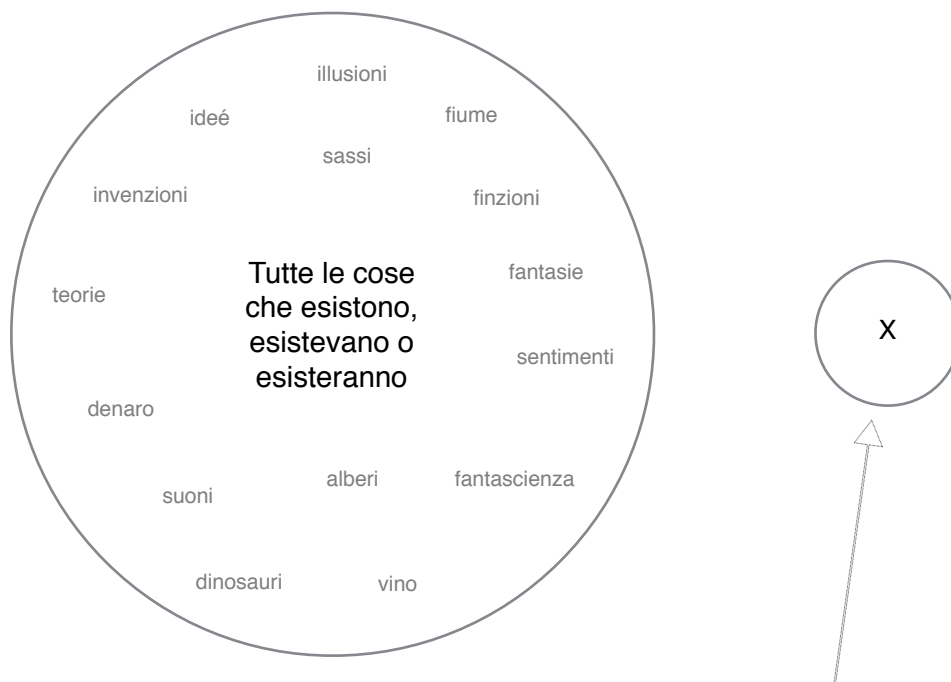 illusioni
ideé
fiume
sassi
invenzioni
finzioni
Tutte le cose
che esistono,
esistevano o
esisteranno
fantasie
teorie
X
sentimenti
denaro
alberi
fantascienza
suoni
dinosauri
vino